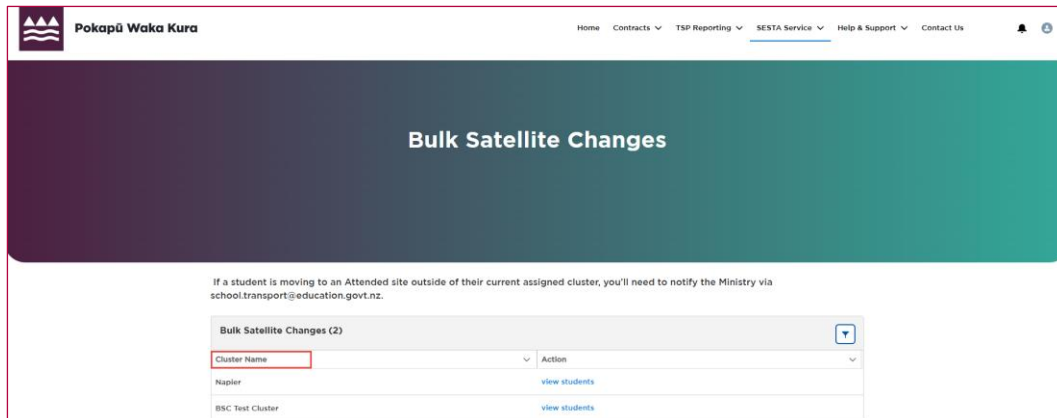 Pokapū Waka Kura
Home Contracts TSP Reporting SESTA Service Help & Support Contact Us
Bulk Satellite Changes
If a student is moving to an Attended site outside of their current assigned cluster, you'll need to notify the Ministry via
school.transport@education.govt.nz.
Bulk Satellite Changes (2)
Cluster Name Action
Napier view students
BSC Test Cluster view students